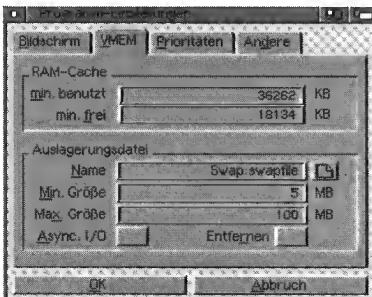 Bildschirm VMEM Prioritäten Andere
RAM-Cache
min. benutzt 36262 KB
min. frei 18134 KB
Auslagerungsdatei
Name Swap:swapfile
Min. Größe 5 MB
Max. Größe 100 MB
Async. I/O Entfernen
OK Abbruch